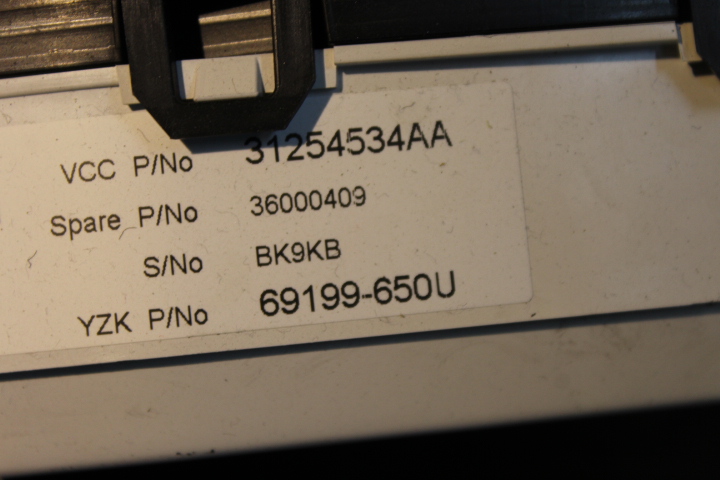 VCC P/No 31254534AA
Spare P/No 36000409
S/No BK9KB
YZK P/No 69199-650U